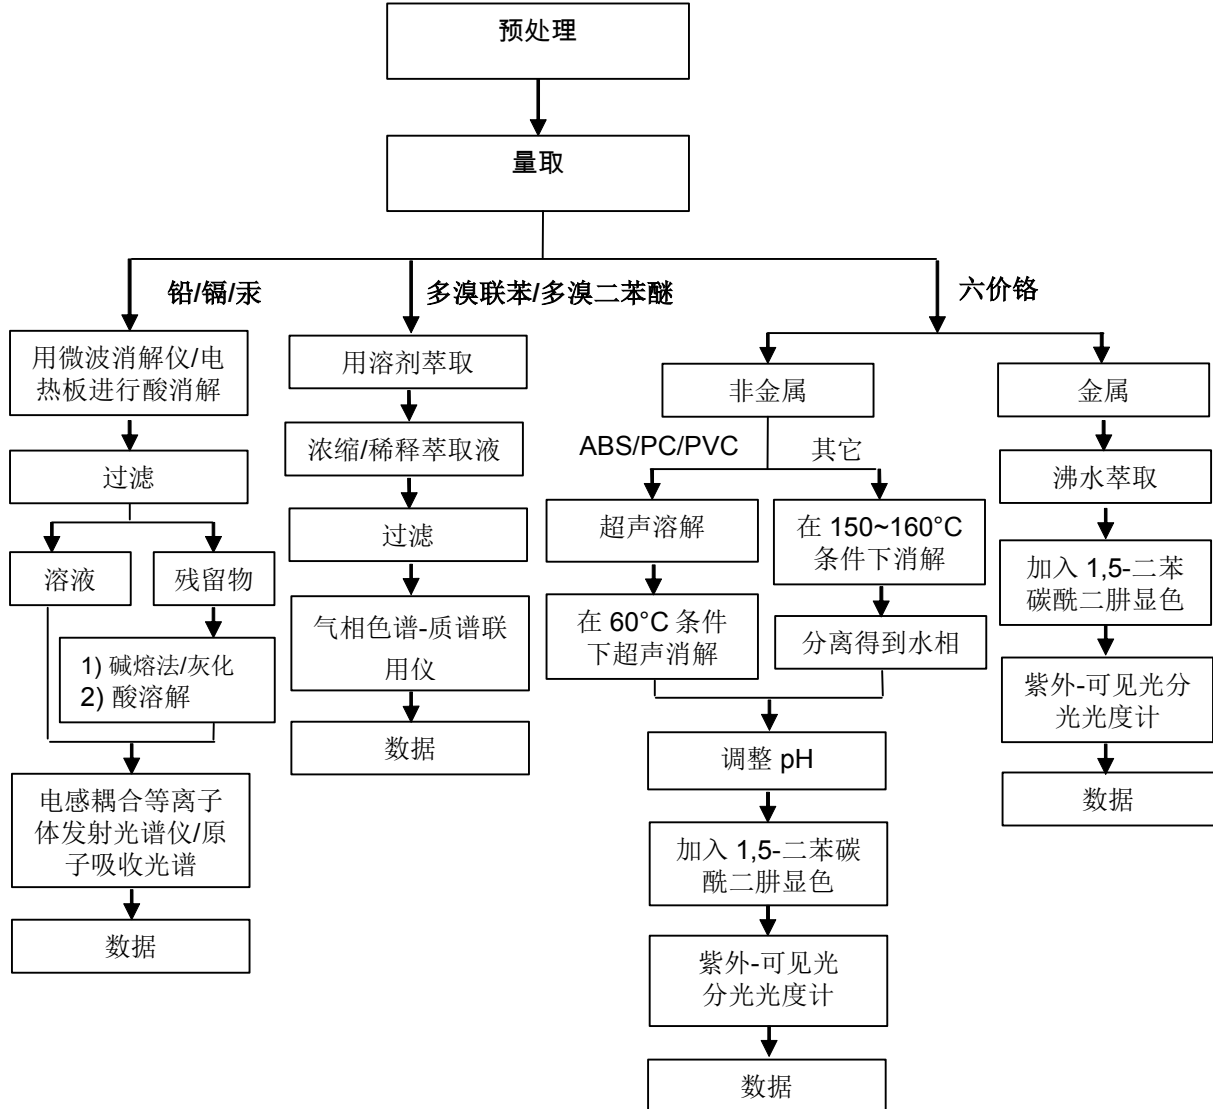 预处理
量取
铅/镉/汞
多溴联苯/多溴二苯醚
六价铬
用微波消解仪/电
热板进行酸消解
过滤
溶液
残留物
1) 碱熔法/灰化
2) 酸溶解
电感耦合等离子
体发射光谱仪/原
子吸收光谱
数据
用溶剂萃取
浓缩/稀释萃取液
过滤
气相色谱-质谱联
用仪
数据
非金属
ABS/PC/PVC
其它
超声溶解
在 60°C 条件
下超声消解
在 150~160°C
条件下消解
分离得到水相
调整 pH
加入 1,5-二苯碳
酰二肼显色
紫外-可见光
分光光度计
数据
金属
沸水萃取
加入 1,5-二苯
碳酰二肼显色
紫外-可见光分
光光度计
数据